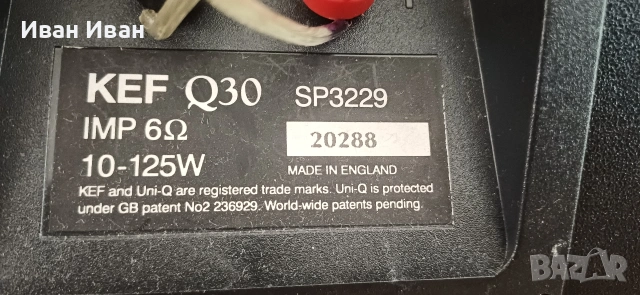 Иван Иван
KEF Q30 SP3229
IMP 6Ω
20288
10-125W
MADE IN ENGLAND
KEF and Uni-Q are registered trade marks. Uni-Q is protected
under GB patent No2 236929. World-wide patents pending.
BAZAR